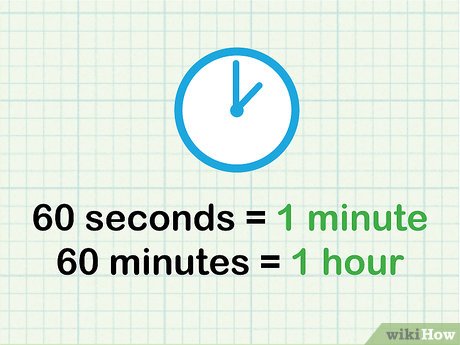 60 seconds = 1 minute
60 minutes = 1 hour
wikiHow